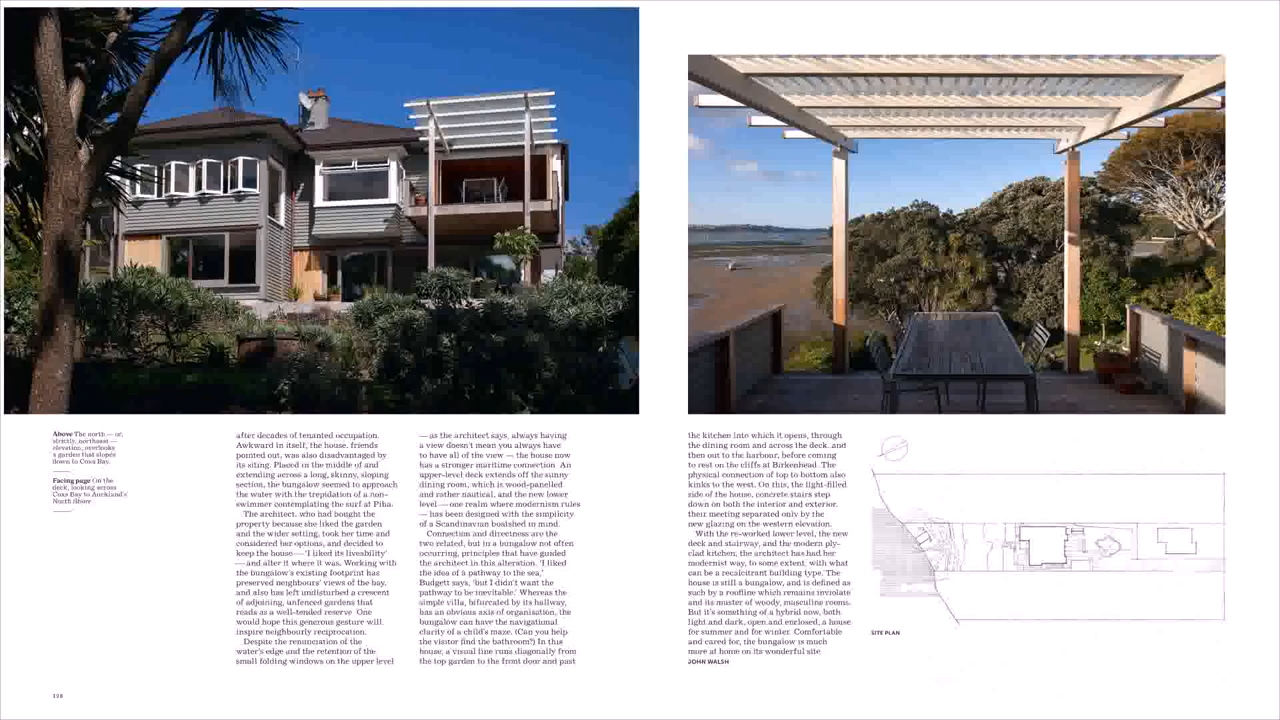 Above The north — or,
strictly, northeast —
elevation, overlooks
a garden that slopes
down to Coxs Bay.
Facing page On the
deck, looking across
Coxs Bay to Auckland's
North Shore
after decades of tenanted occupation.
Awkward in itself, the house, friends
pointed out, was also disadvantaged by
its siting. Placed in the middle of and
extending across a long, skinny, sloping
section, the bungalow seemed to approach
the water with the trepidation of a non-
swimmer contemplating the surf at Piha.
The architect, who had bought the
property because she liked the garden
and the wider setting, took her time and
considered her options, and decided to
keep the house — 'I liked its liveability'
— and alter it where it was. Working with
the bungalow's existing footprint has
preserved neighbours' views of the bay,
and also has left undisturbed a crescent
of adjoining, unfenced gardens that
reads as a well-tended reserve. One
would hope this generous gesture will
inspire neighbourly reciprocation.
Despite the renunciation of the
water's edge and the retention of the
small folding windows on the upper level
— as the architect says, always having
a view doesn't mean you always have
to have all of the view — the house now
has a stronger maritime connection. An
upper-level deck extends off the sunny
dining room, which is wood-panelled
and rather nautical, and the new lower
level — one realm where modernism rules
— has been designed with the simplicity
of a Scandinavian boatshed in mind.
Connection and directness are the
two related, but in a bungalow not often
occurring, principles that have guided
the architect in this alteration. 'I liked
the idea of a pathway to the sea,'
Budgett says, 'but I didn't want the
pathway to be inevitable.' Whereas the
simple villa, bifurcated by its hallway,
has an obvious axis of organisation, the
bungalow can have the navigational
clarity of a child's maze. (Can you help
the visitor find the bathroom?) In this
house, a visual line runs diagonally from
the top garden to the front door and past
the kitchen into which it opens, through
the dining room and across the deck, and
then out to the harbour, before coming
to rest on the cliffs at Birkenhead. The
physical connection of top to bottom also
kinks to the west. On this, the light-filled
side of the house, concrete stairs step
down on both the interior and exterior,
their meeting separated only by the
new glazing on the western elevation.
With the re-worked lower level, the new
deck and stairway, and the modern ply-
clad kitchen, the architect has had her
modernist way, to some extent, with what
can be a recalcitrant building type. The
house is still a bungalow, and is defined as
such by a roofline which remains inviolate
and its muster of woody, masculine rooms.
But it's something of a hybrid now, both
light and dark, open and enclosed, a house
for summer and for winter. Comfortable
and cared for, the bungalow is much
more at home on its wonderful site
JOHN WALSH
SITE PLAN